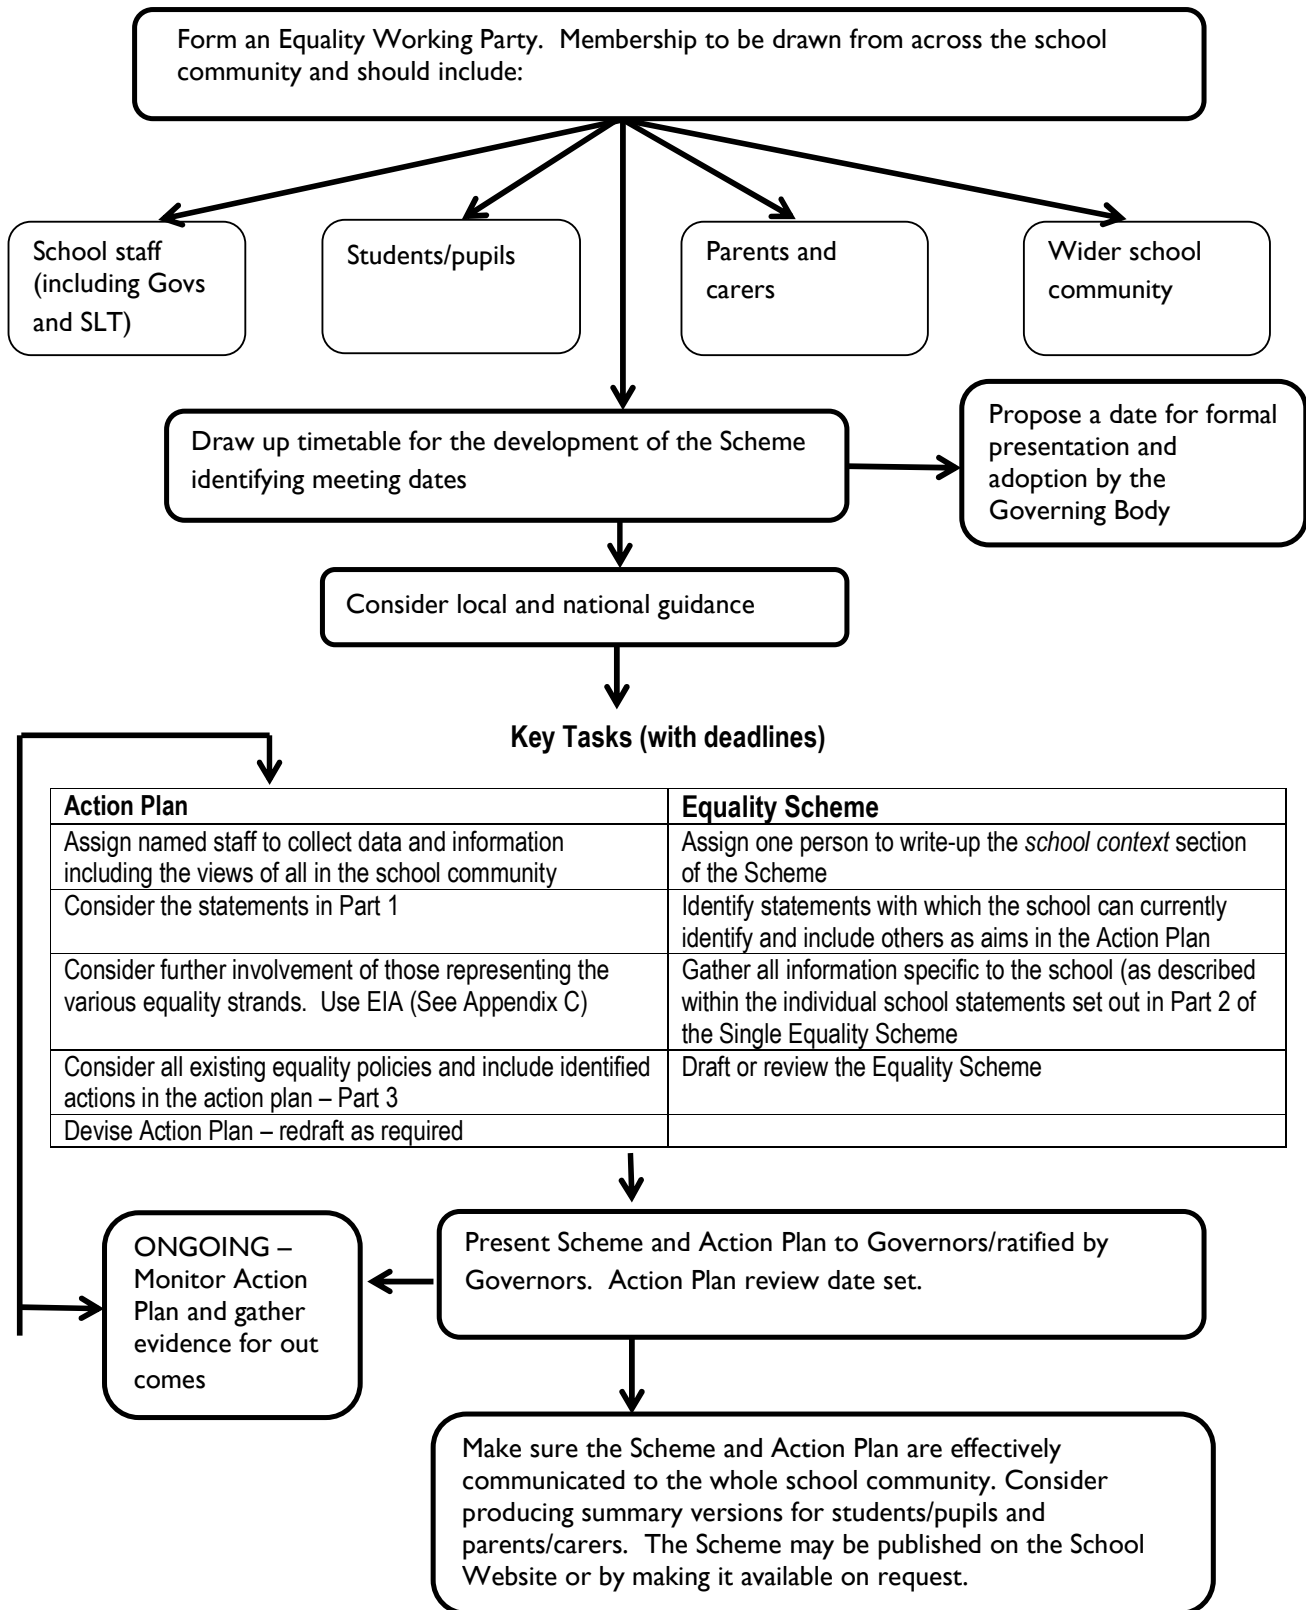 Form an Equality Working Party.  Membership to be drawn from across the school
community and should include:
School staff
(including Govs
and SLT)
Students/pupils
Parents and
carers
Wider school
community
Draw up timetable for the development of the Scheme
identifying meeting dates
Propose a date for formal
presentation and
adoption by the
Governing Body
Consider local and national guidance
Key Tasks (with deadlines)
Action Plan
Equality Scheme
Assign named staff to collect data and information
including the views of all in the school community
Assign one person to write-up the school context section
of the Scheme
Consider the statements in Part 1
Identify statements with which the school can currently
identify and include others as aims in the Action Plan
Consider further involvement of those representing the
various equality strands.  Use EIA (See Appendix C)
Gather all information specific to the school (as described
within the individual school statements set out in Part 2 of
the Single Equality Scheme
Consider all existing equality policies and include identified
actions in the action plan – Part 3
Draft or review the Equality Scheme
Devise Action Plan – redraft as required
ONGOING –
Monitor Action
Plan and gather
evidence for out
comes
Present Scheme and Action Plan to Governors/ratified by
Governors.  Action Plan review date set.
Make sure the Scheme and Action Plan are effectively
communicated to the whole school community. Consider
producing summary versions for students/pupils and
parents/carers.  The Scheme may be published on the School
Website or by making it available on request.